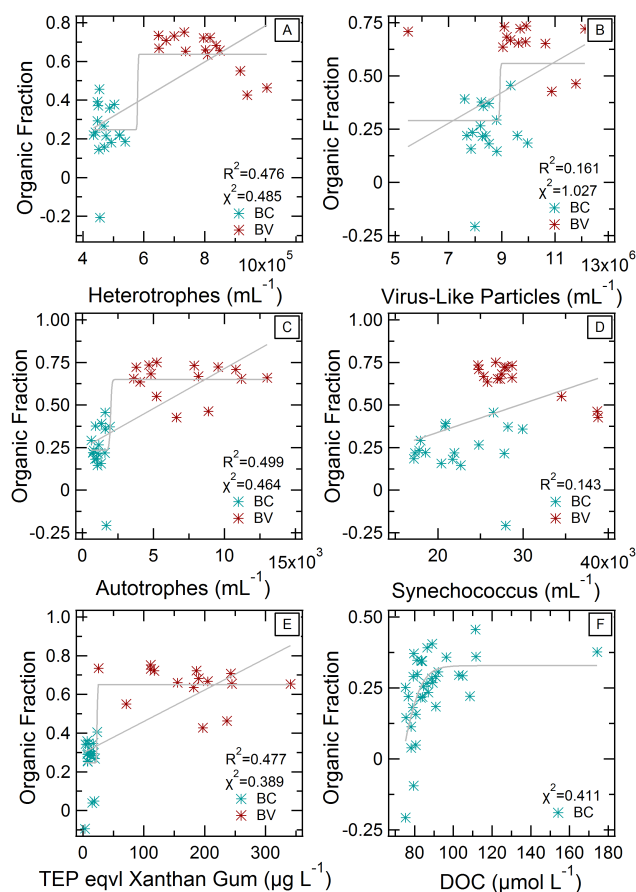 A
Organic Fraction
0.8
0.6
0.4
0.2
0
-0.2
R²=0.476
χ²=0.485
BC
BV
4
6
8
10x10⁵
Heterotrophes (mL⁻¹)
B
Organic Fraction
0.75
0.50
0.25
0
-0.25
R²=0.161
χ²=1.027
BC
BV
5
7
9
11
13x10⁶
Virus-Like Particles (mL⁻¹)
C
Organic Fraction
1.00
0.75
0.50
0.25
0
-0.25
R²=0.499
χ²=0.464
BC
BV
0
5
10
15x10³
Autotrophes (mL⁻¹)
D
Organic Fraction
1.00
0.75
0.50
0.25
0
-0.25
R²=0.143
BC
BV
20
30
40x10³
Synechococcus (mL⁻¹)
E
Organic Fraction
1.0
0.8
0.6
0.4
0.2
0
R²=0.477
χ²=0.389
BC
BV
0
100
200
300
TEP eqvl Xanthan Gum (µg L⁻¹)
F
Organic Fraction
0.50
0.25
0
-0.25
χ²=0.411
BC
80
100
120
140
160
180
DOC (µmol L⁻¹)